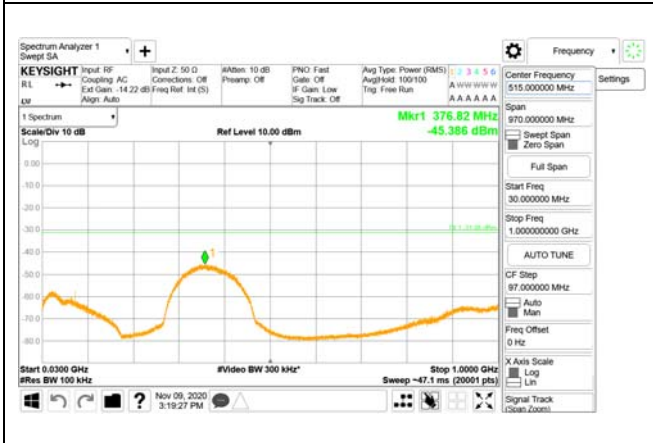 Spectrum Analyzer 1
Swept SA
Frequency
Settings
KEYSIGHT
RL
Input: RF
Coupling: AC
Ext Gain: -14.22 dB
Align: Auto
Input Z: 50 Ω
Corrections: Off
Freq Ref: Int (S)
#Atten: 10 dB
Preamp: Off
PNO: Fast
Gate: Off
IF Gain: Low
Sig Track: Off
Avg Type: Power (RMS)
Avg|Hold: 100/100
Trig: Free Run
1 2 3 4 5 6
A W W W W W
A A A A A A
1 Spectrum
Scale/Div 10 dB
Log
Ref Level 10.00 dBm
Mkr1 376.82 MHz
-45.386 dBm
0.00
-10.0
-20.0
-30.0
-40.0
-50.0
-60.0
-70.0
-80.0
1
Start 0.0300 GHz
#Res BW 100 kHz
#Video BW 300 kHz*
Stop 1.0000 GHz
Sweep ~47.1 ms (20001 pts)
Nov 09, 2020
3:19:27 PM
Center Frequency
515.000000 MHz
Span
970.000000 MHz
Swept Span
Zero Span
Full Span
Start Freq
30.000000 MHz
Stop Freq
1.000000000 GHz
AUTO TUNE
CF Step
97.000000 MHz
Auto
Man
Freq Offset
0 Hz
X Axis Scale
Log
Lin
Signal Track
(Span Zoom)